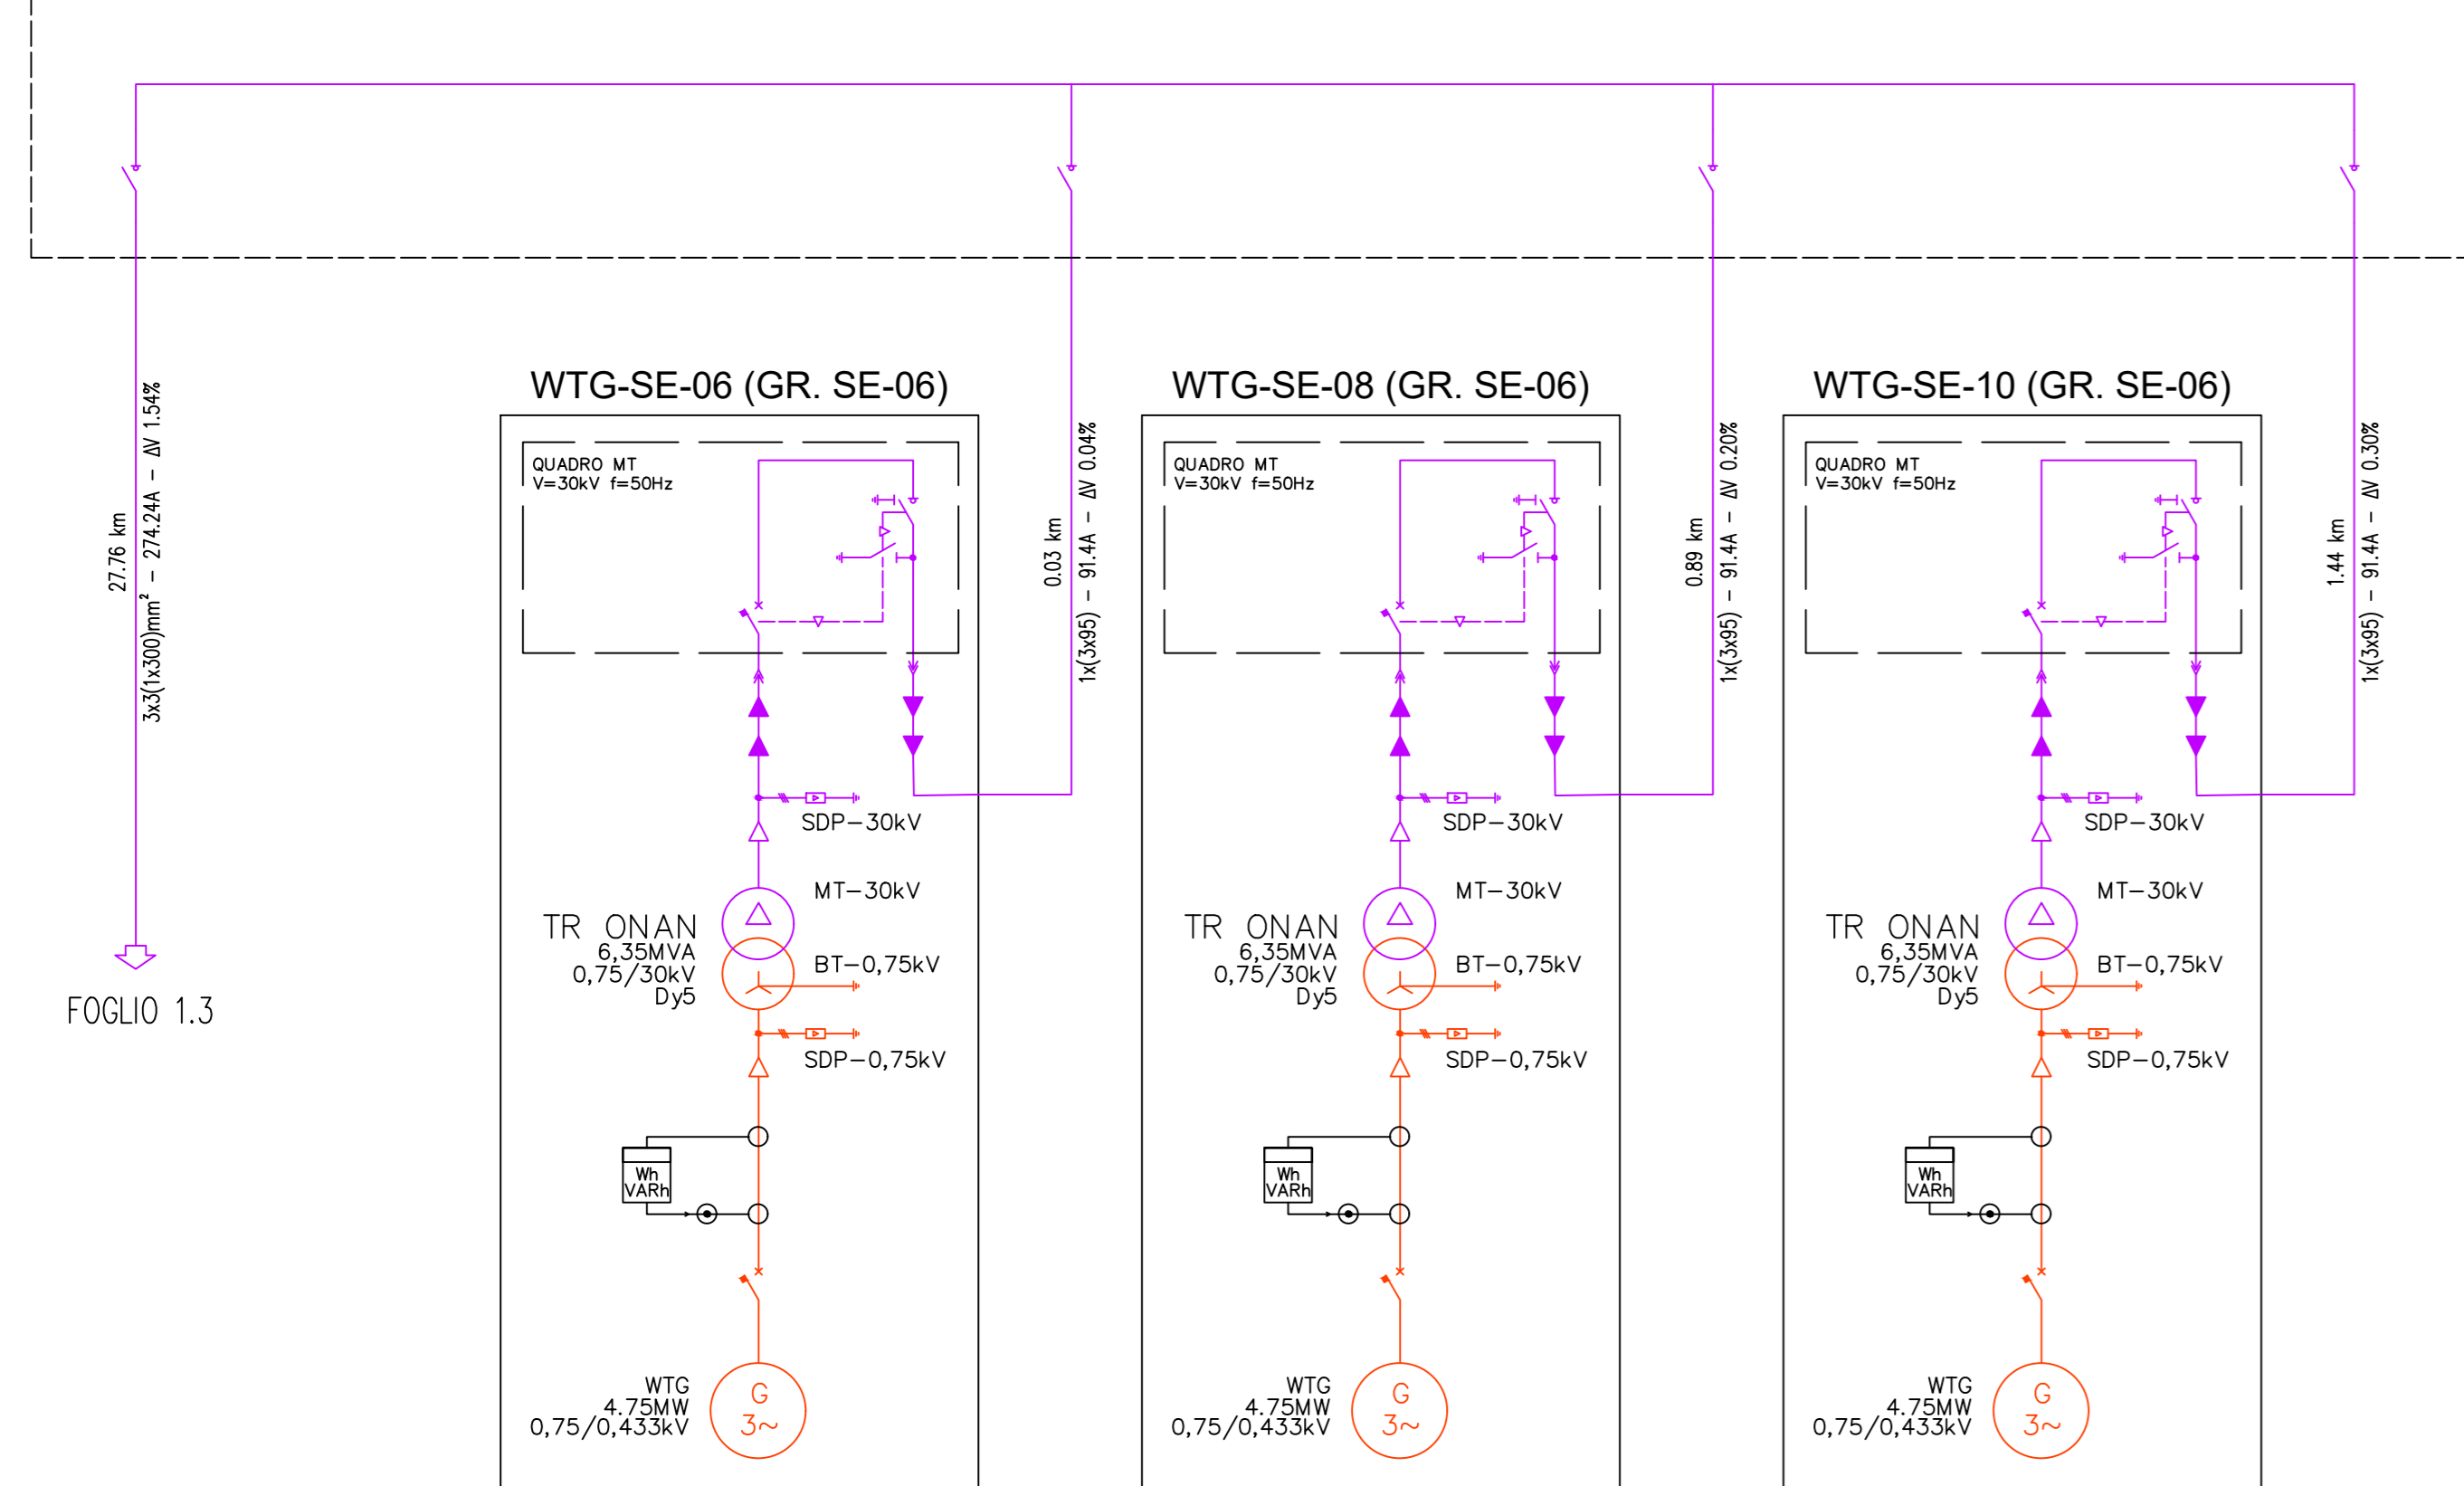 27.76 km
3x3(1x300)mm² - 274.24A - ΔV 1.54%
FOGLIO 1.3
WTG-SE-06 (GR. SE-06)
QUADRO MT
V=30kV f=50Hz
SDP-30kV
MT-30kV
TR ONAN
6,35MVA
0,75/30kV
Dy5
BT-0,75kV
SDP-0,75kV
Wh
VARh
WTG
4.75MW
0,75/0,433kV
G
3~
0.03 km
1x(3x95) - 91.4A - ΔV 0.04%
WTG-SE-08 (GR. SE-06)
QUADRO MT
V=30kV f=50Hz
SDP-30kV
MT-30kV
TR ONAN
6,35MVA
0,75/30kV
Dy5
BT-0,75kV
SDP-0,75kV
Wh
VARh
WTG
4.75MW
0,75/0,433kV
G
3~
0.89 km
1x(3x95) - 91.4A - ΔV 0.20%
WTG-SE-10 (GR. SE-06)
QUADRO MT
V=30kV f=50Hz
SDP-30kV
MT-30kV
TR ONAN
6,35MVA
0,75/30kV
Dy5
BT-0,75kV
SDP-0,75kV
Wh
VARh
WTG
4.75MW
0,75/0,433kV
G
3~
1.44 km
1x(3x95) - 91.4A - ΔV 0.30%